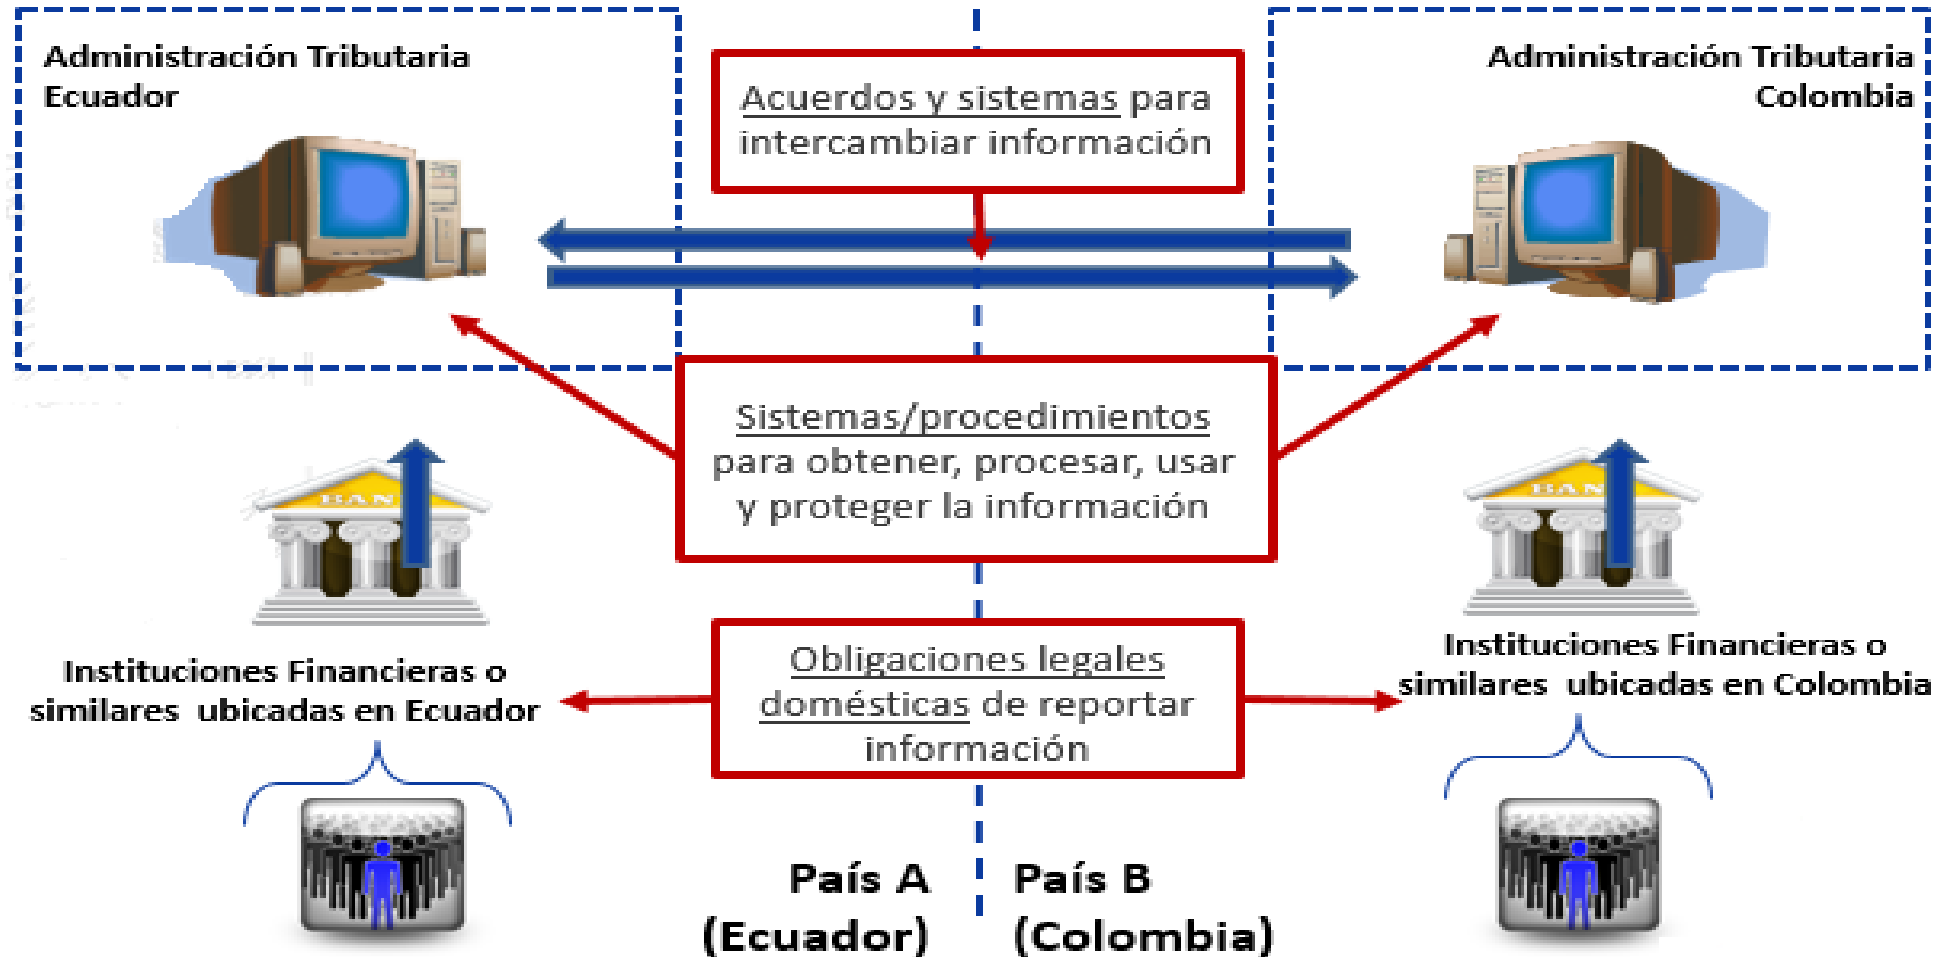 Administración Tributaria
Ecuador
Acuerdos y sistemas para
intercambiar información
Administración Tributaria
Colombia
Sistemas/procedimientos
para obtener, procesar, usar
y proteger la información
BAN
BAN
Instituciones Financieras o
similares ubicadas en Ecuador
Obligaciones legales
domésticas de reportar
información
Instituciones Financieras o
similares ubicadas en Colombia
País A
(Ecuador)
País B
(Colombia)